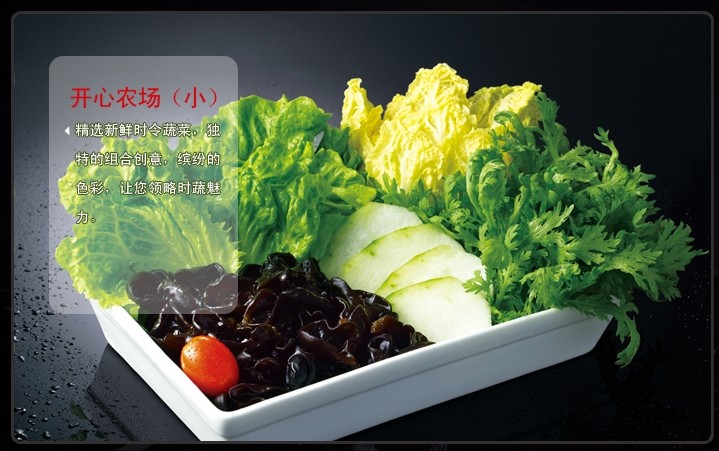 开心农场（小）
精选新鲜时令蔬菜，独
特的组合创意，缤纷的
色彩，让您领略时蔬魅
力。